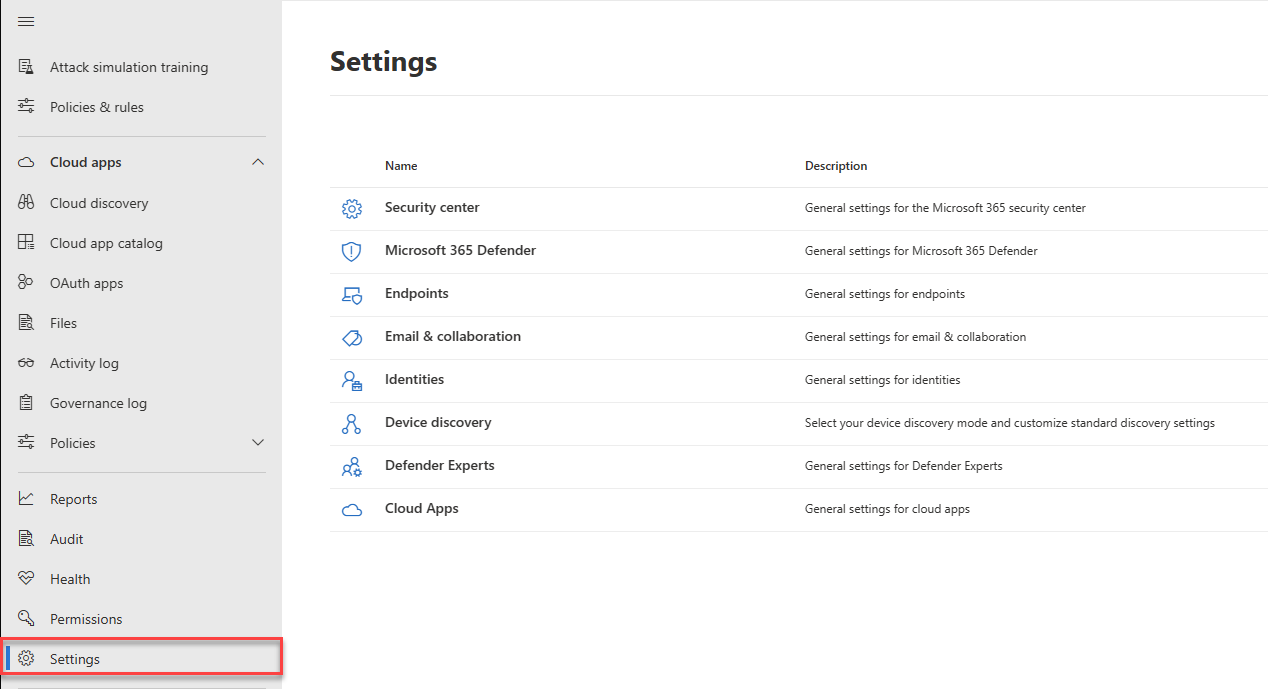 Attack simulation training
Policies & rules
Cloud apps
Cloud discovery
Cloud app catalog
OAuth apps
Files
Activity log
Governance log
Policies
Reports
Audit
Health
Permissions
Settings
Settings
Name Description
Security center General settings for the Microsoft 365 security center
Microsoft 365 Defender General settings for Microsoft 365 Defender
Endpoints General settings for endpoints
Email & collaboration General settings for email & collaboration
Identities General settings for identities
Device discovery Select your device discovery mode and customize standard discovery settings
Defender Experts General settings for Defender Experts
Cloud Apps General settings for cloud apps